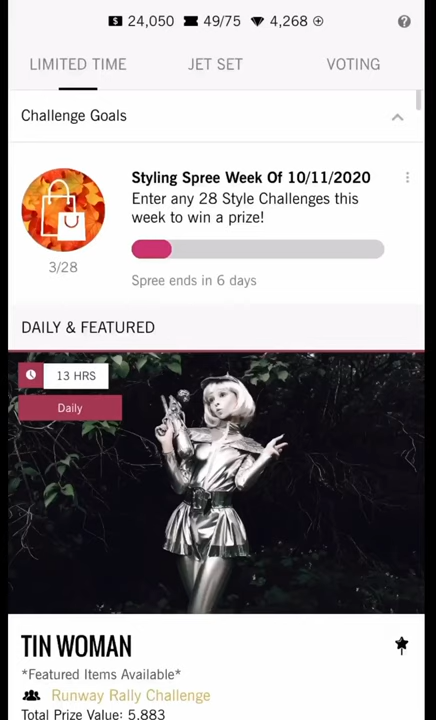 24,050 49/75 4,268
LIMITED TIME JET SET VOTING
Challenge Goals
Styling Spree Week Of 10/11/2020
Enter any 28 Style Challenges this
week to win a prize!
3/28
Spree ends in 6 days
DAILY & FEATURED
13 HRS
Daily
TIN WOMAN
*Featured Items Available*
Runway Rally Challenge
Total Prize Value: 5,883